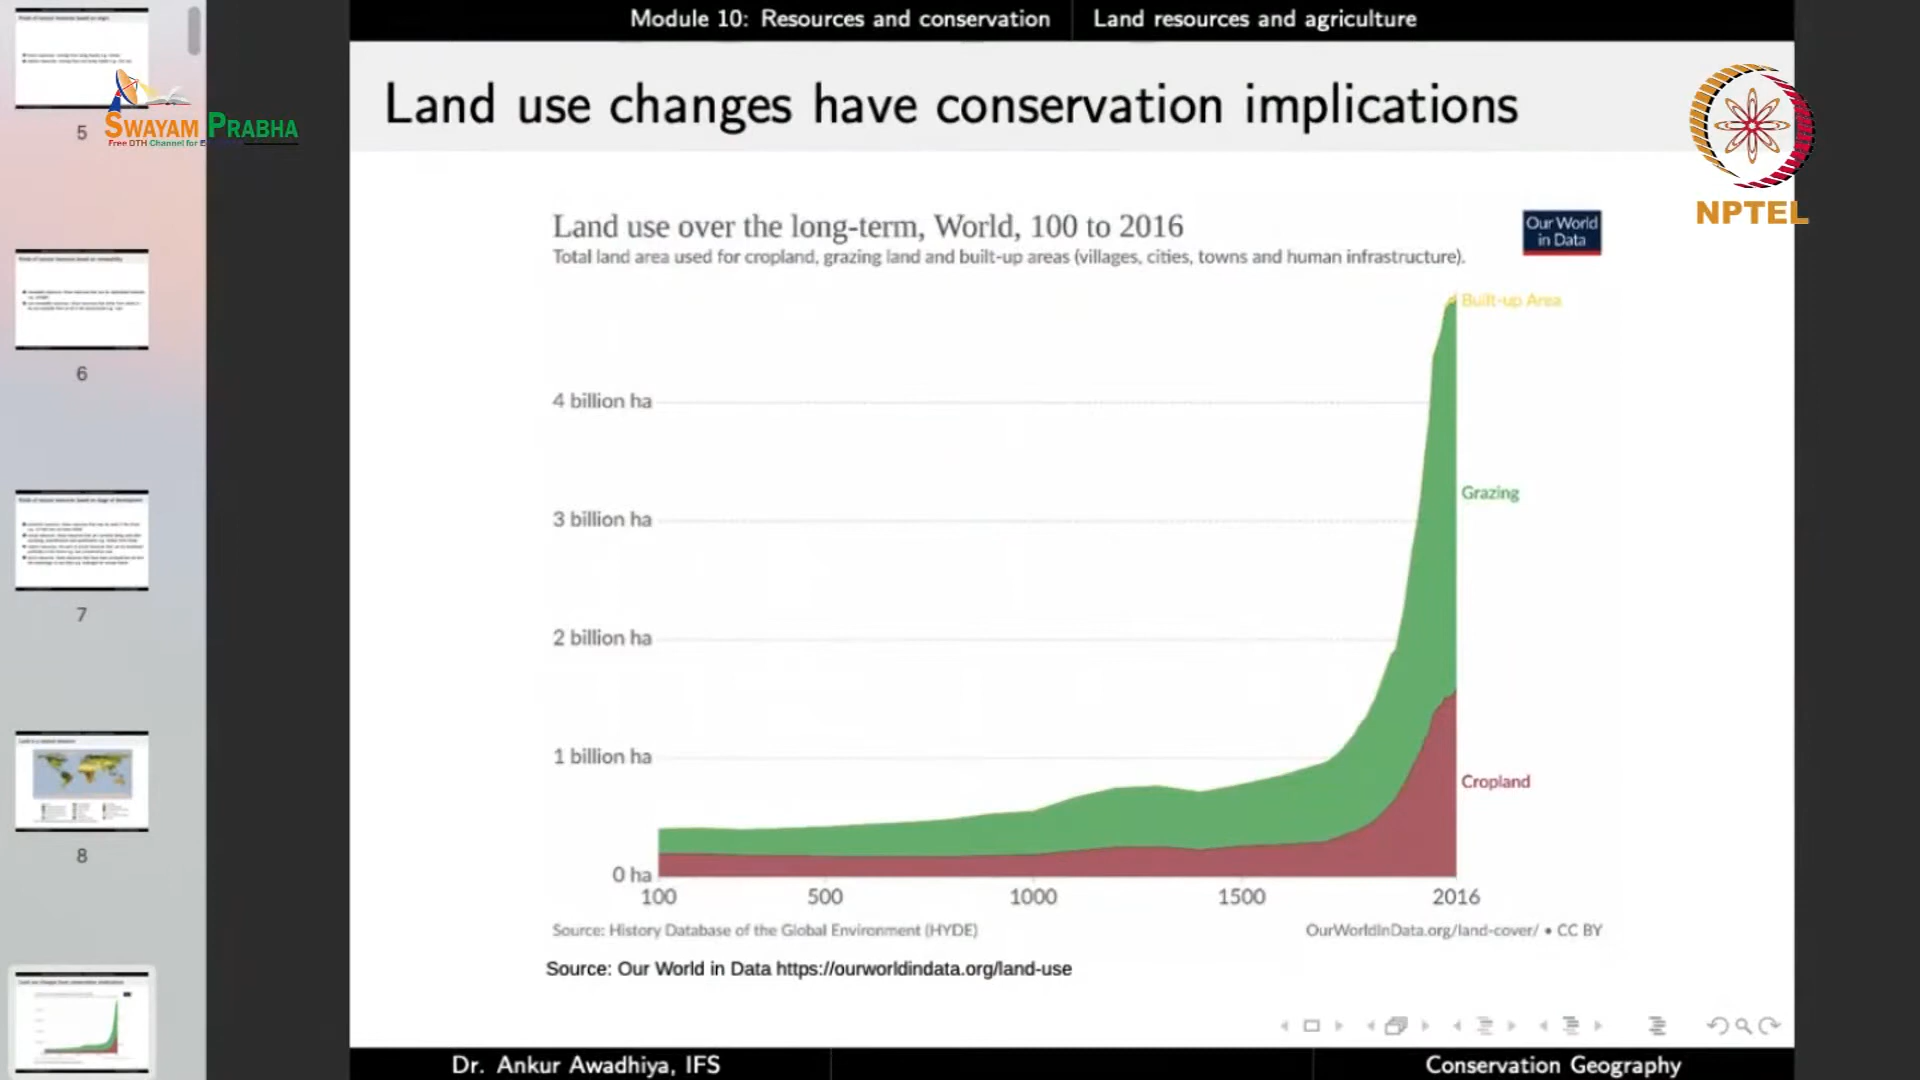 Module 10: Resources and conservation
Land resources and agriculture
Land use changes have conservation implications
SWAYAM PRABHA
Free DTH Channel for E
NPTEL
Land use over the long-term, World, 100 to 2016
Our World
in Data
Total land area used for cropland, grazing land and built-up areas (villages, cities, towns and human infrastructure).
Built-up Area
4 billion ha
Grazing
3 billion ha
2 billion ha
1 billion ha
Cropland
0 ha
100
500
1000
1500
2016
Source: History Database of the Global Environment (HYDE)
OurWorldInData.org/land-cover/ • CC BY
Source: Our World in Data https://ourworldindata.org/land-use
5
6
7
8
Dr. Ankur Awadhiya, IFS
Conservation Geography